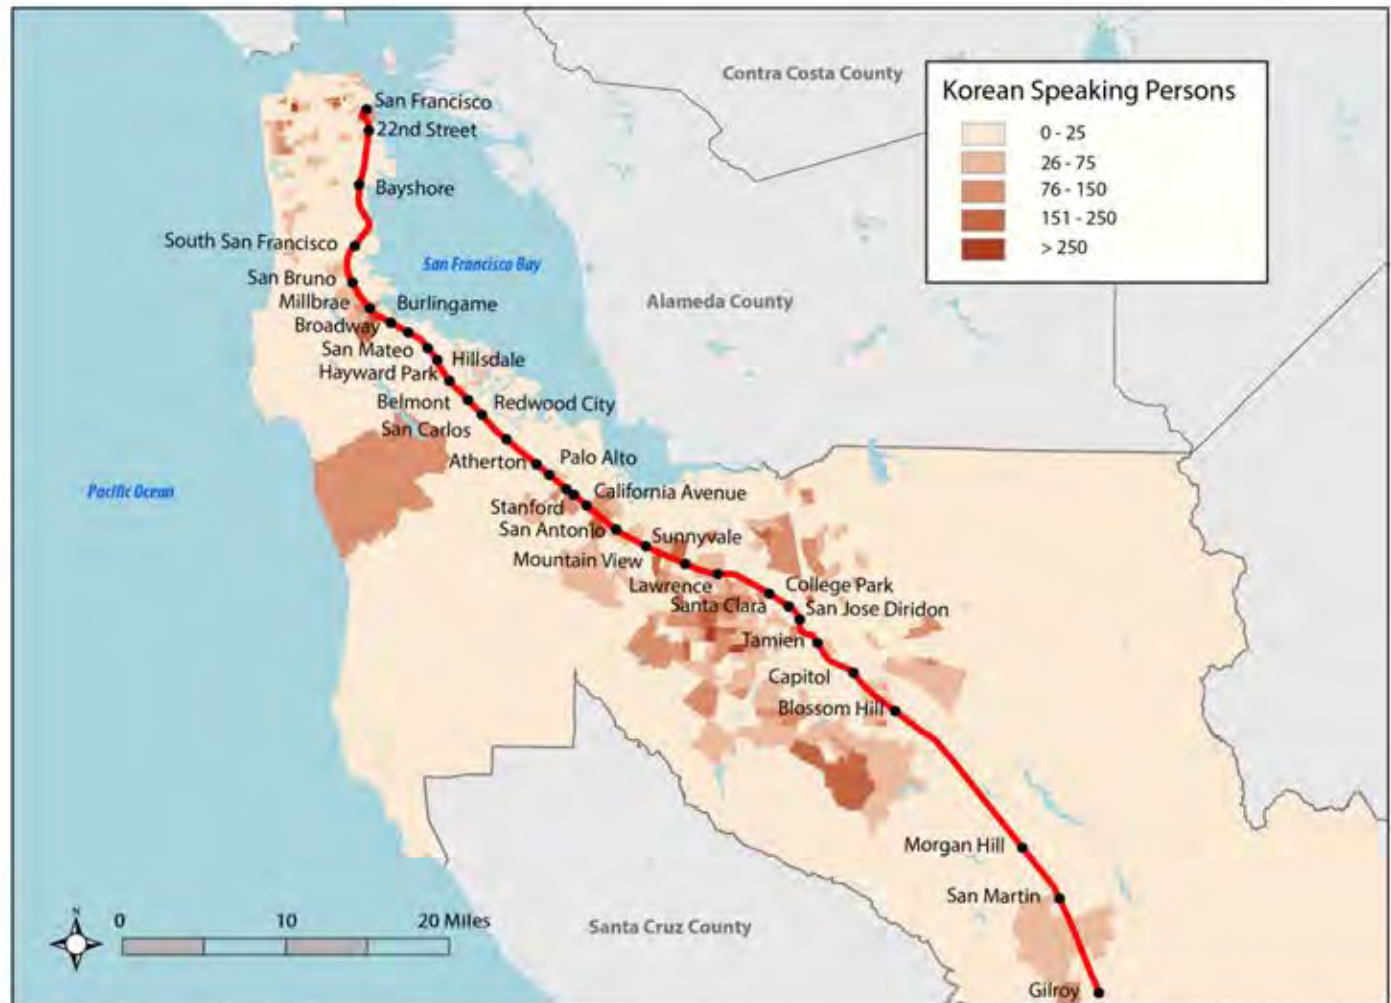 Contra Costa County
Korean Speaking Persons
0 - 25
26 - 75
76 - 150
151 - 250
> 250
San Francisco
22nd Street
Bayshore
South San Francisco
San Francisco Bay
San Bruno
Millbrae
Burlingame
Alameda County
Broadway
San Mateo
Hillsdale
Hayward Park
Belmont
Redwood City
San Carlos
Atherton
Palo Alto
Pacific Ocean
California Avenue
Stanford
San Antonio
Sunnyvale
Mountain View
Lawrence
College Park
Santa Clara
San Jose Diridon
Tamien
Capitol
Blossom Hill
Morgan Hill
San Martin
N
0 10 20 Miles
Santa Cruz County
Gilroy